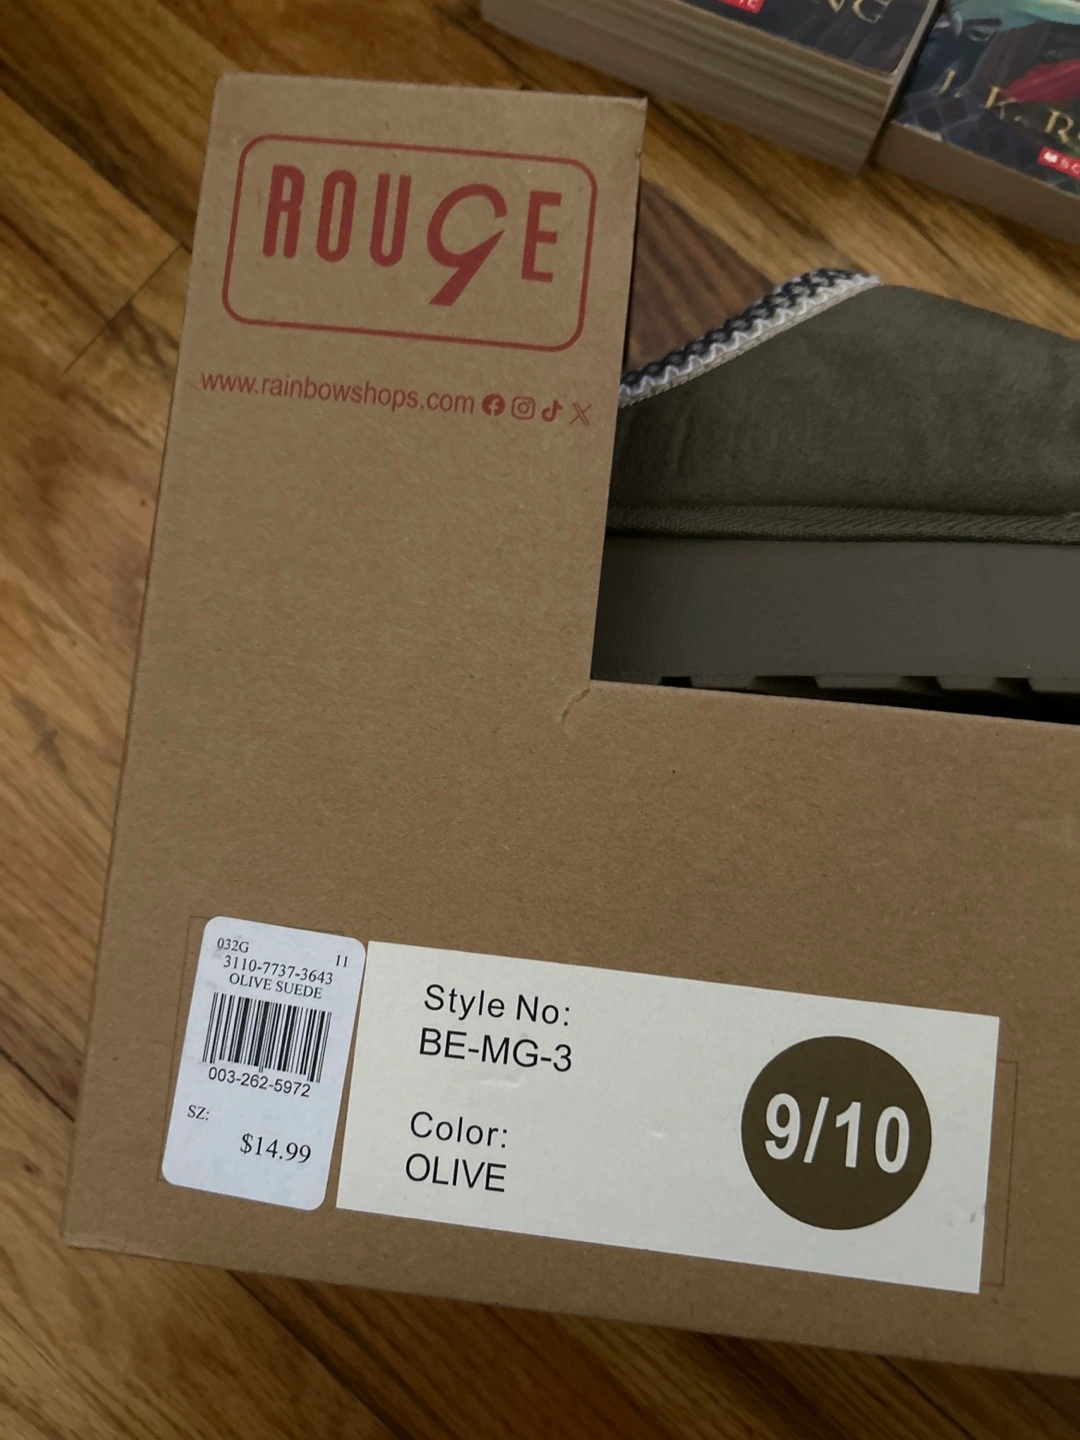 NG
J. K. R
ROUGE
www.rainbowshops.com
032G 11
3110-7737-3643
OLIVE SUEDE
003-262-5972
SZ:
$14.99
Style No:
BE-MG-3
Color:
OLIVE
9/10